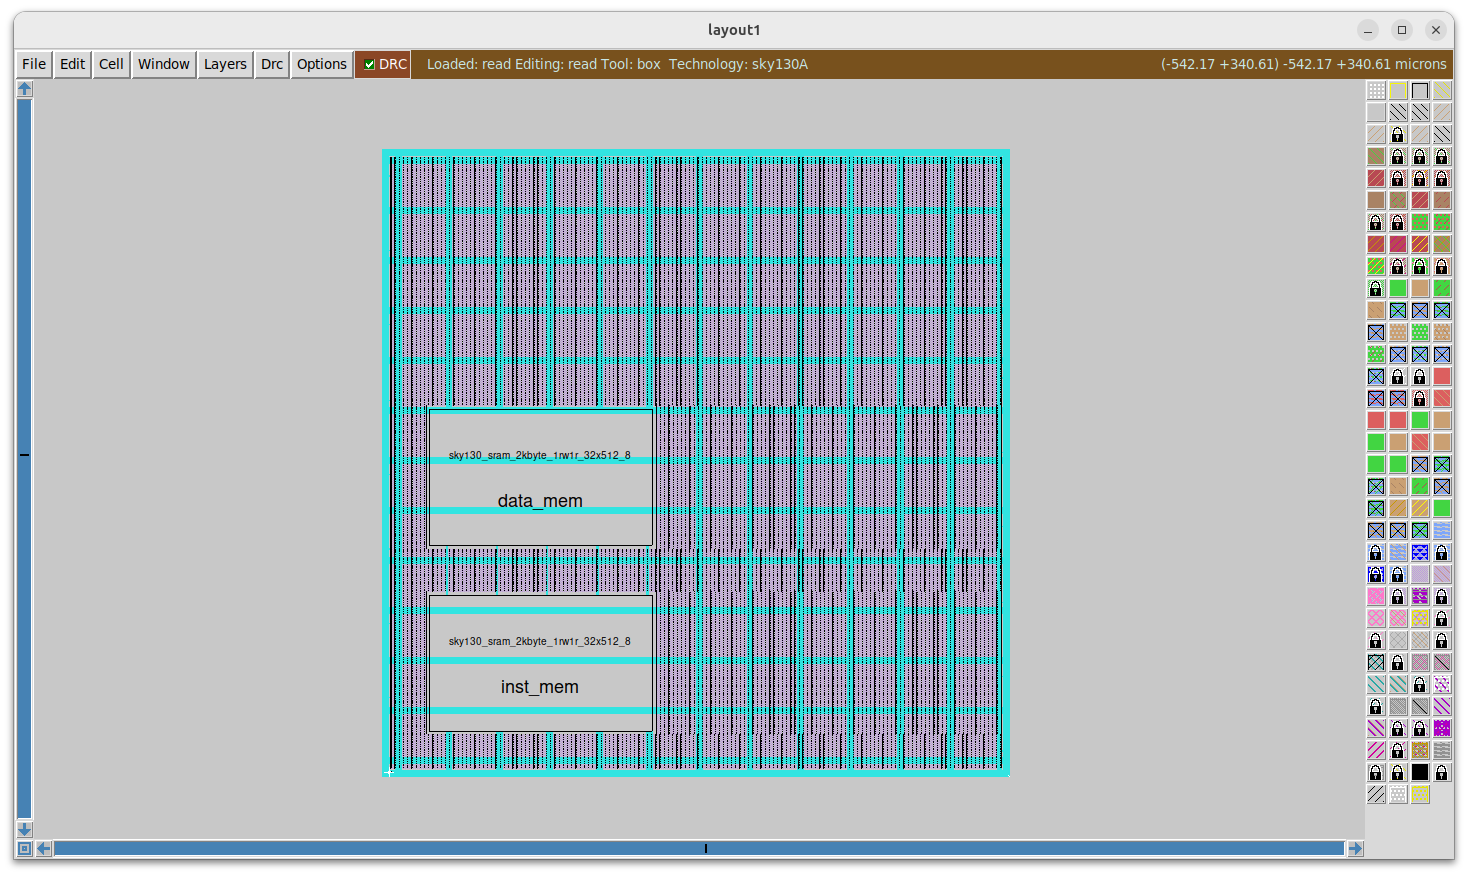 layout1
File Edit Cell Window Layers Drc Options DRC Loaded: read Editing: read Tool: box Technology: sky130A (-542.17 +340.61) -542.17 +340.61 microns
sky130_sram_2kbyte_1rw1r_32x512_8
data_mem
sky130_sram_2kbyte_1rw1r_32x512_8
inst_mem